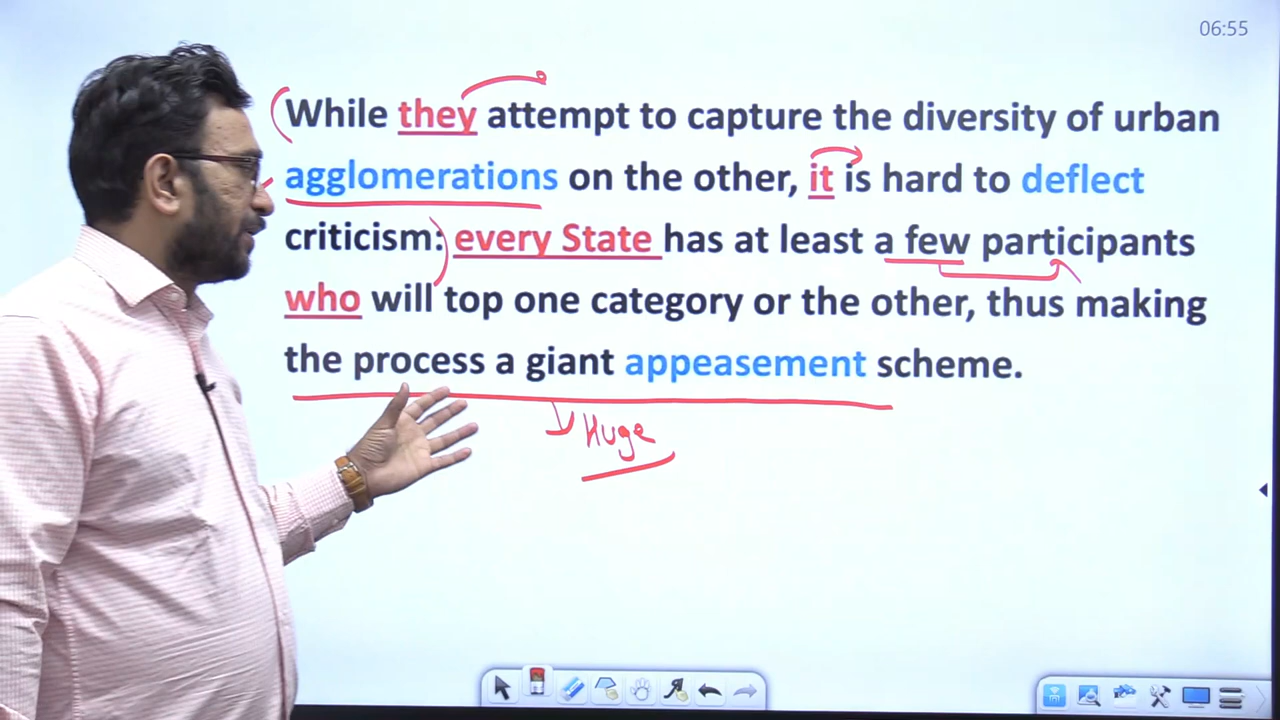 06:55
While they attempt to capture the diversity of urban
agglomerations on the other, it is hard to deflect
criticism: every State has at least a few participants
who will top one category or the other, thus making
the process a giant appeasement scheme.
Huge